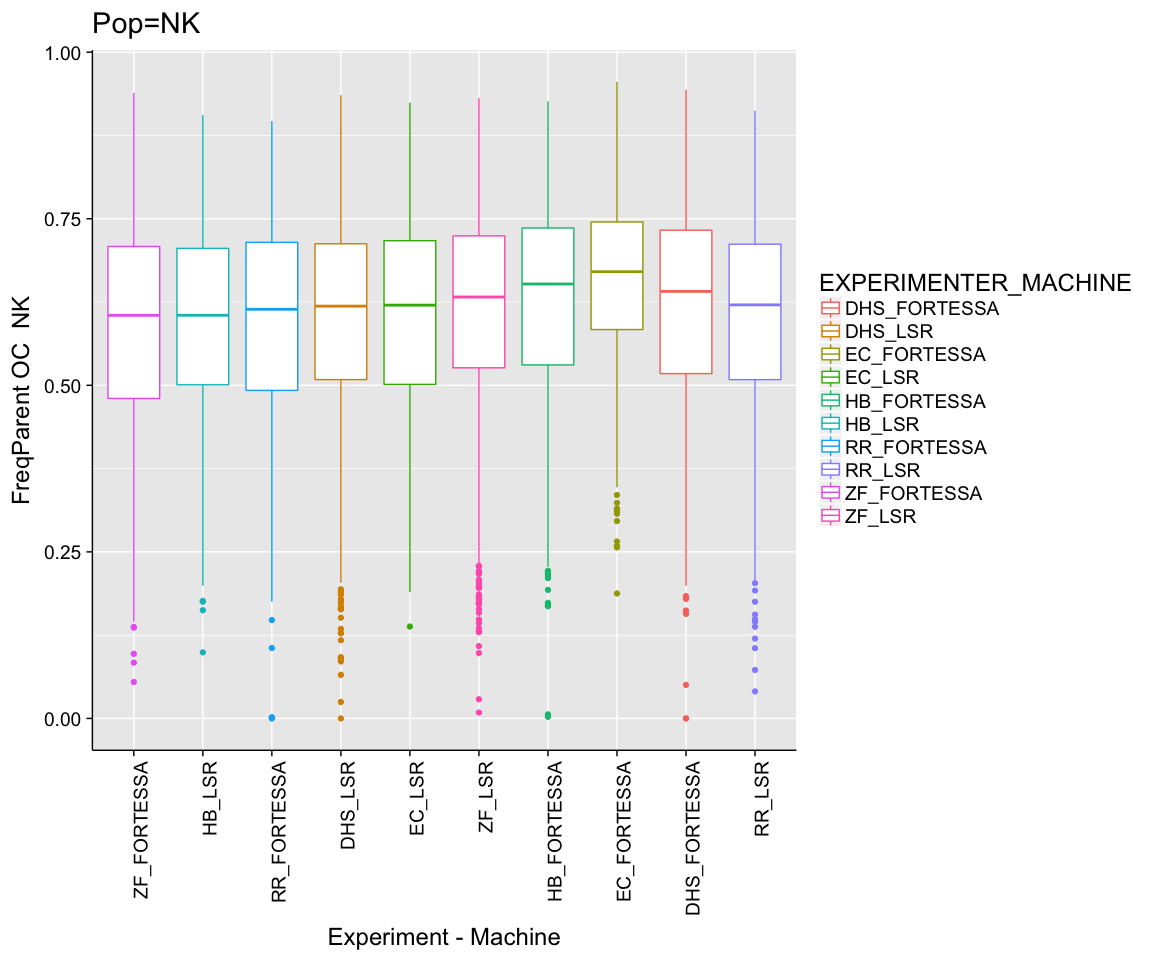 Pop=NK
1.00
0.75
0.50
0.25
0.00
FreqParent OC  NK
ZF_FORTESSA
HB_LSR
RR_FORTESSA
DHS_LSR
EC_LSR
ZF_LSR
HB_FORTESSA
EC_FORTESSA
DHS_FORTESSA
RR_LSR
Experiment - Machine
EXPERIMENTER_MACHINE
DHS_FORTESSA
DHS_LSR
EC_FORTESSA
EC_LSR
HB_FORTESSA
HB_LSR
RR_FORTESSA
RR_LSR
ZF_FORTESSA
ZF_LSR